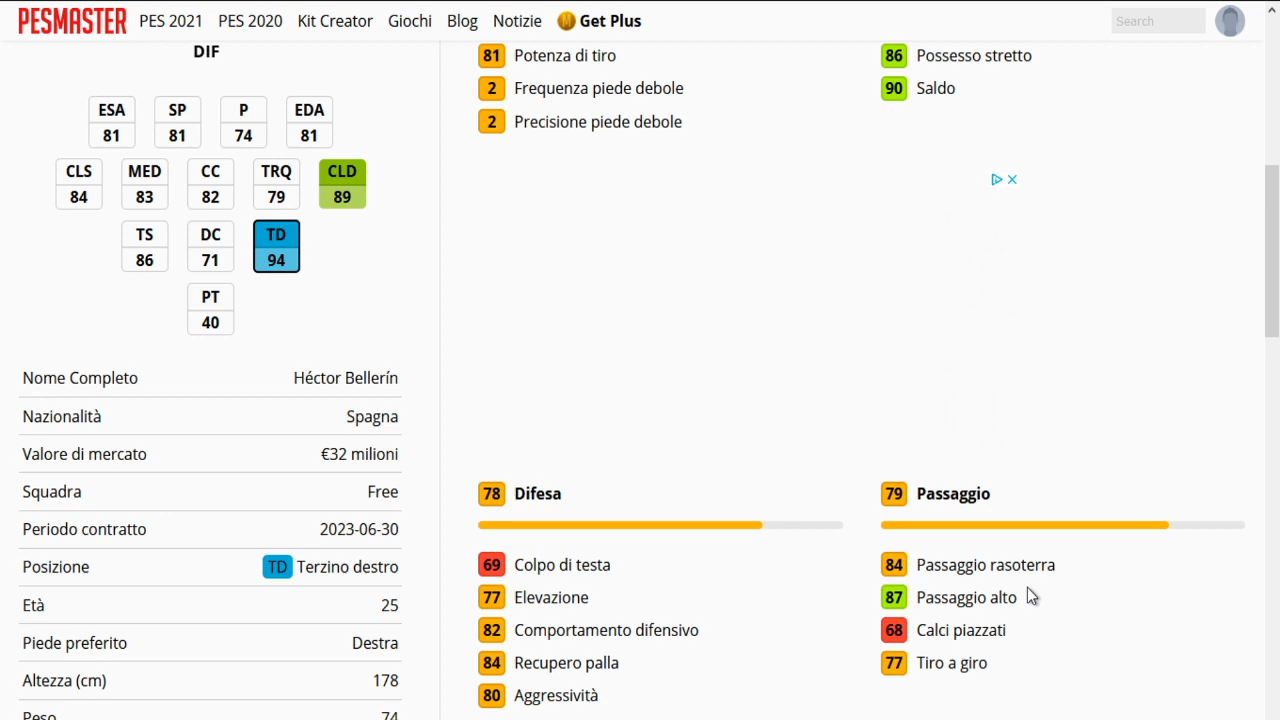 PESMASTER PES 2021 PES 2020 Kit Creator Giochi Blog Notizie Get Plus Search
DIF
ESA SP P EDA
81 81 74 81
CLS MED CC TRQ CLD
84 83 82 79 89
TS DC TD
86 71 94
PT
40
Nome Completo Héctor Bellerín
Nazionalità Spagna
Valore di mercato €32 milioni
Squadra Free
Periodo contratto 2023-06-30
Posizione TD Terzino destro
Età 25
Piede preferito Destra
Altezza (cm) 178
Peso 74
81 Potenza di tiro
2 Frequenza piede debole
2 Precisione piede debole
86 Possesso stretto
90 Saldo
78 Difesa
69 Colpo di testa
77 Elevazione
82 Comportamento difensivo
84 Recupero palla
80 Aggressività
79 Passaggio
84 Passaggio rasoterra
87 Passaggio alto
68 Calci piazzati
77 Tiro a giro